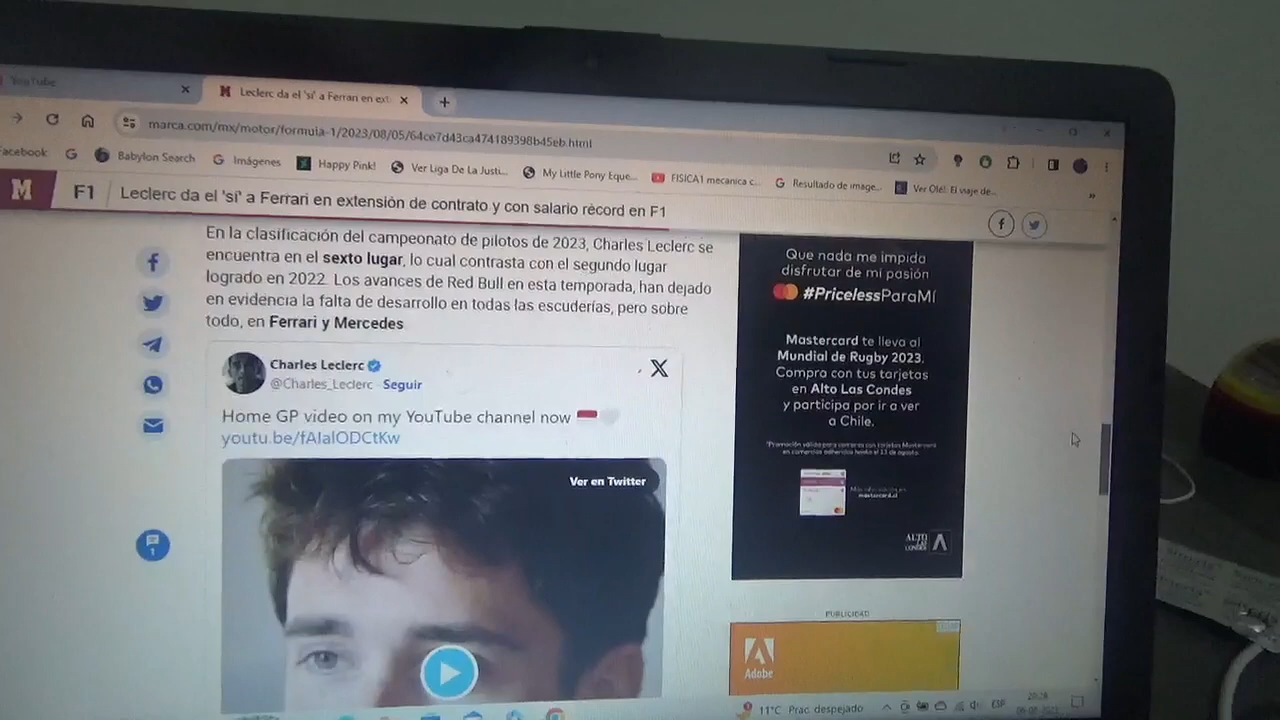 YouTube
Leclerc da el 'sí' a Ferrari en ext
marca.com/mx/motor/formula-1/2023/08/05/64ce7d43ca474189398b45eb.html
Facebook
Babylon Search
Imágenes
Happy Pink!
Ver Liga De La Justi...
My Little Pony Eque...
FISICA1 mecanica c...
Resultado de image...
Ver Olé!. El viaje de...
»
M
F1
Leclerc da el 'sí' a Ferrari en extensión de contrato y con salario récord en F1
En la clasificación del campeonato de pilotos de 2023, Charles Leclerc se
encuentra en el sexto lugar, lo cual contrasta con el segundo lugar
logrado en 2022. Los avances de Red Bull en esta temporada, han dejado
en evidencia la falta de desarrollo en todas las escuderías, pero sobre
todo, en Ferrari y Mercedes
Charles Leclerc
@Charles_Leclerc · Seguir
Home GP video on my YouTube channel now
youtu.be/fAIalODCtKw
Ver en Twitter
1
Que nada me impida
disfrutar de mi pasión
#PricelessParaMí
Mastercard te lleva al
Mundial de Rugby 2023.
Compra con tus tarjetas
en Alto Las Condes
y participa por ir a ver
a Chile.
*Promoción válida para compras con tarjetas Mastercard
en comercios adheridos hasta el 13 de agosto.
mastercard.cl
ALTO
LAS
CONDES
PUBLICIDAD
Adobe
11°C Prac. despejado
ESP